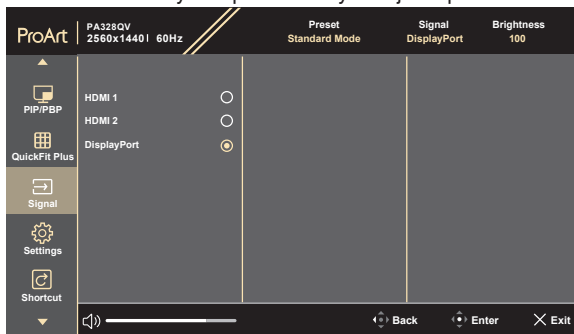 ProArt
PA328QV
2560x1440 60Hz
Preset
Standard Mode
Signal
DisplayPort
Brightness
100
PIP/PBP
QuickFit Plus
Signal
Settings
Shortcut
HDMI 1
HDMI 2
DisplayPort
Back
Enter
Exit